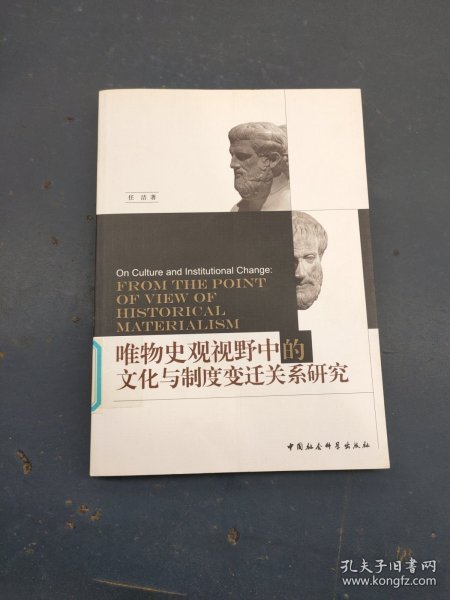 任 洁 著
On Culture and Institutional Change:
FROM THE POINT
OF VIEW OF
HISTORICAL
MATERIALISM
唯物史观视野中的
文化与制度变迁关系研究
中国社会科学出版社
孔夫子旧书网
www.kongfz.com